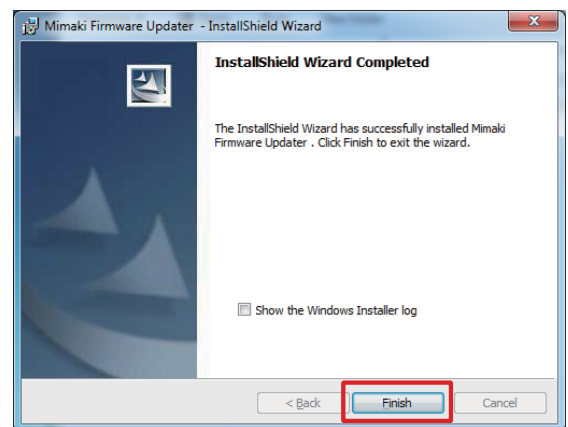 Mimaki Firmware Updater - InstallShield Wizard
InstallShield Wizard Completed
The InstallShield Wizard has successfully installed Mimaki
Firmware Updater . Click Finish to exit the wizard.
Show the Windows Installer log
< Back Finish Cancel